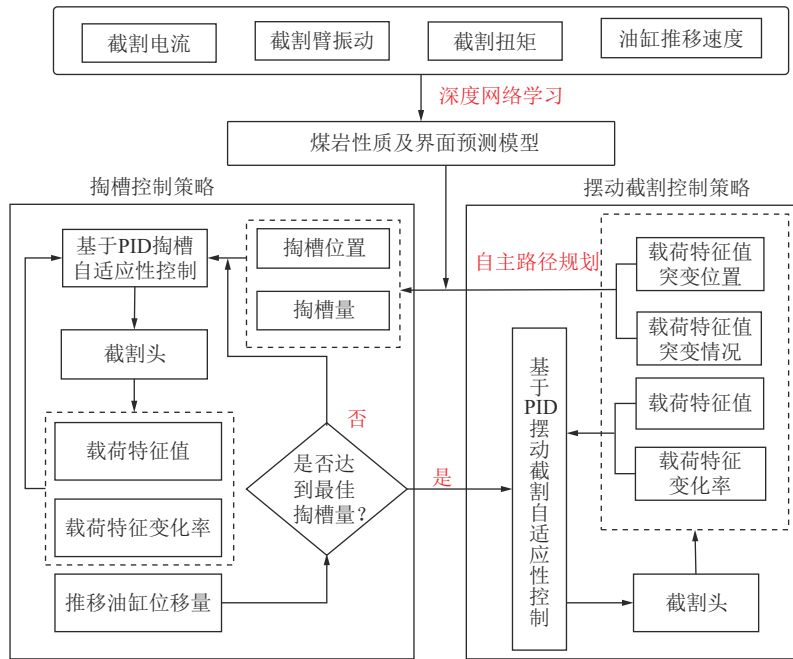 截割电流
截割臂振动
截割扭矩
油缸推移速度
深度网络学习
煤岩性质及界面预测模型
掏槽控制策略
摆动截割控制策略
基于PID掏槽
自适应性控制
掏槽位置
掏槽量
自主路径规划
载荷特征值
突变位置
载荷特征值
突变情况
截割头
基于PID摆动截割自适应性控制
载荷特征值
载荷特征
变化率
否
载荷特征值
载荷特征变化率
是否达
到最佳
掏槽量？
是
推移油缸位移量
截割头